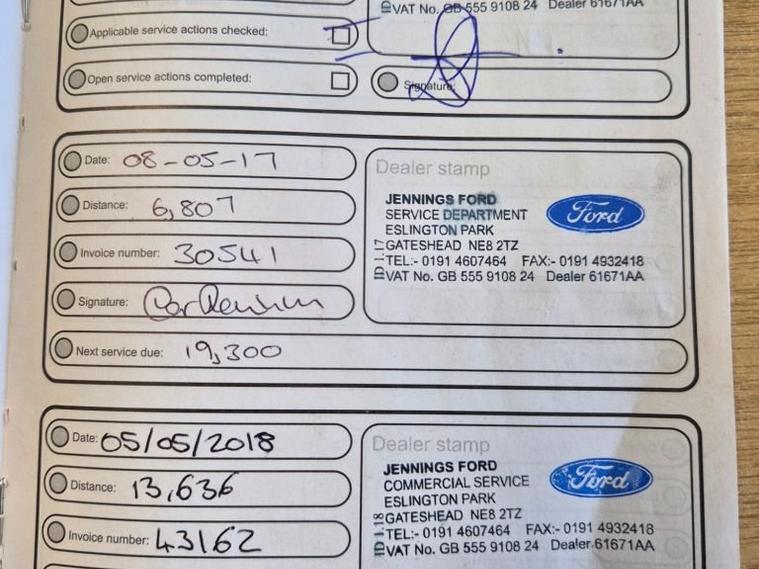 VAT No. GB 555 9108 24 Dealer 61671AA
Applicable service actions checked:
Open service actions completed:
Signature:
Date: 08-05-17
Distance: 6,807
Invoice number: 30541
Signature:
Next service due: 19,300
Dealer stamp
JENNINGS FORD
SERVICE DEPARTMENT
ESLINGTON PARK
GATESHEAD NE8 2TZ
TEL:- 0191 4607464 FAX:- 0191 4932418
VAT No. GB 555 9108 24 Dealer 61671AA
ID1.17
Ford
Date: 05/05/2018
Distance: 13,636
Invoice number: 43162
Dealer stamp
JENNINGS FORD
COMMERCIAL SERVICE
ESLINGTON PARK
GATESHEAD NE8 2TZ
TEL:- 0191 4607464 FAX:- 0191 4932418
VAT No. GB 555 9108 24 Dealer 61671AA
ID1.18
Ford